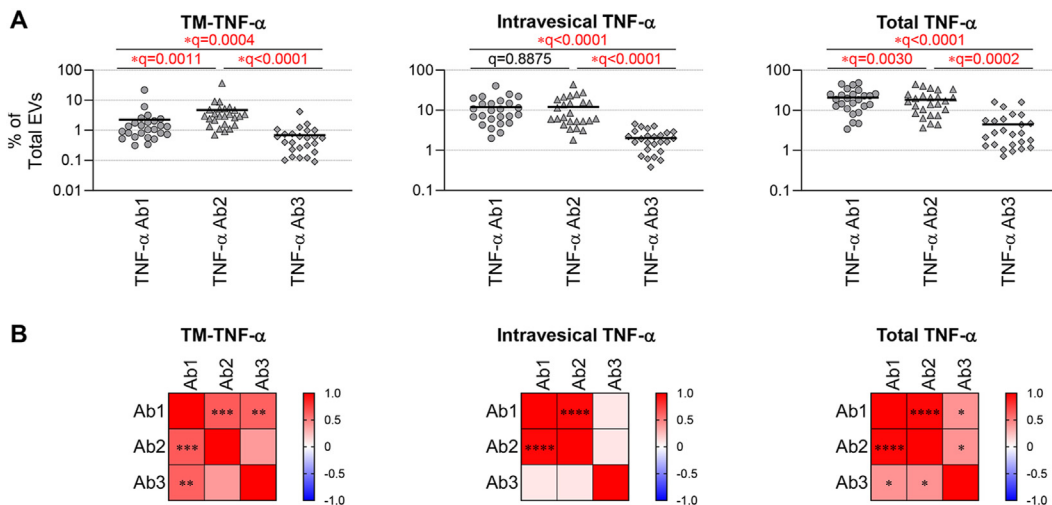 A
TM-TNF-α
Intravesical TNF-α
Total TNF-α
*q=0.0004
*q<0.0001
*q<0.0001
*q=0.0011
*q<0.0001
q=0.8875
*q<0.0001
*q=0.0030
*q=0.0002
% of
Total EVs
100
10
1
0.1
0.01
100
10
1
0.1
100
10
1
0.1
TNF-α Ab1
TNF-α Ab2
TNF-α Ab3
TNF-α Ab1
TNF-α Ab2
TNF-α Ab3
TNF-α Ab1
TNF-α Ab2
TNF-α Ab3
B
TM-TNF-α
Intravesical TNF-α
Total TNF-α
Ab1
Ab2
Ab3
Ab1 *** **
Ab2 ***
Ab3 **
1.0
0.5
0
-0.5
-1.0
Ab1
Ab2
Ab3
Ab1 ****
Ab2 ****
Ab3
1.0
0.5
0
-0.5
-1.0
Ab1
Ab2
Ab3
Ab1 **** *
Ab2 **** *
Ab3 * *
1.0
0.5
0
-0.5
-1.0